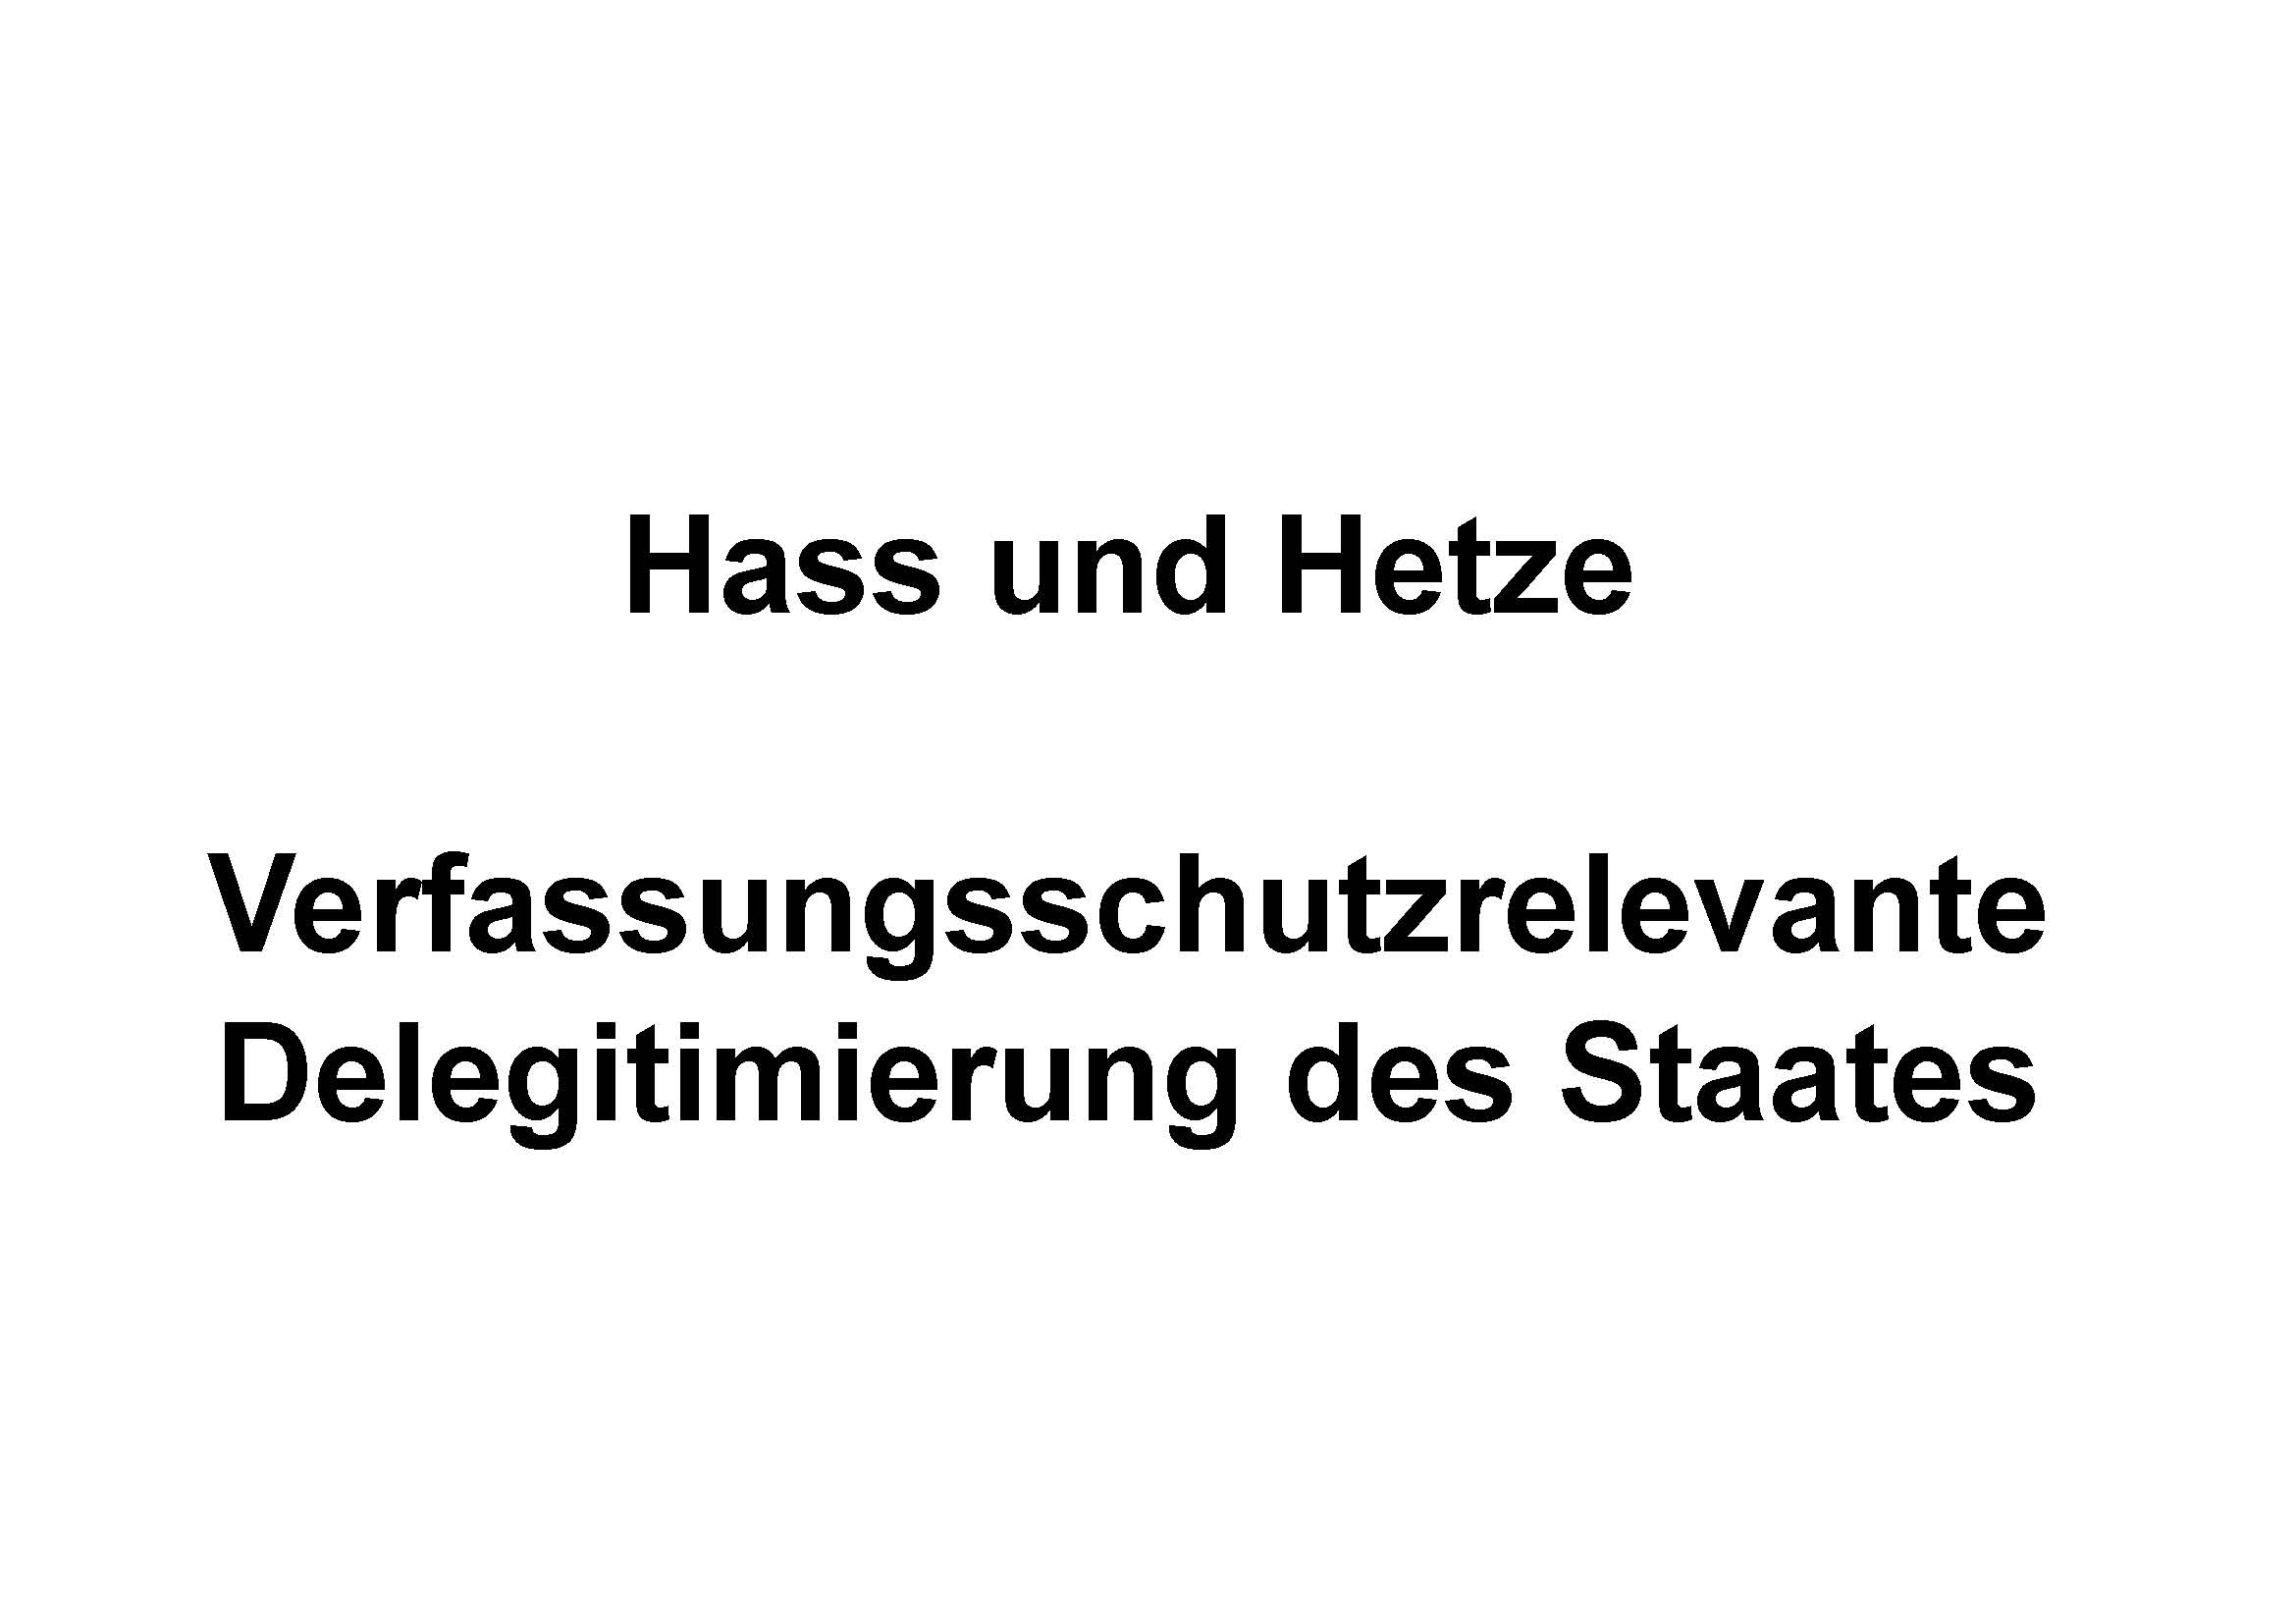 Hass und Hetze
Verfassungsschutzrelevante
Delegitimierung des Staates